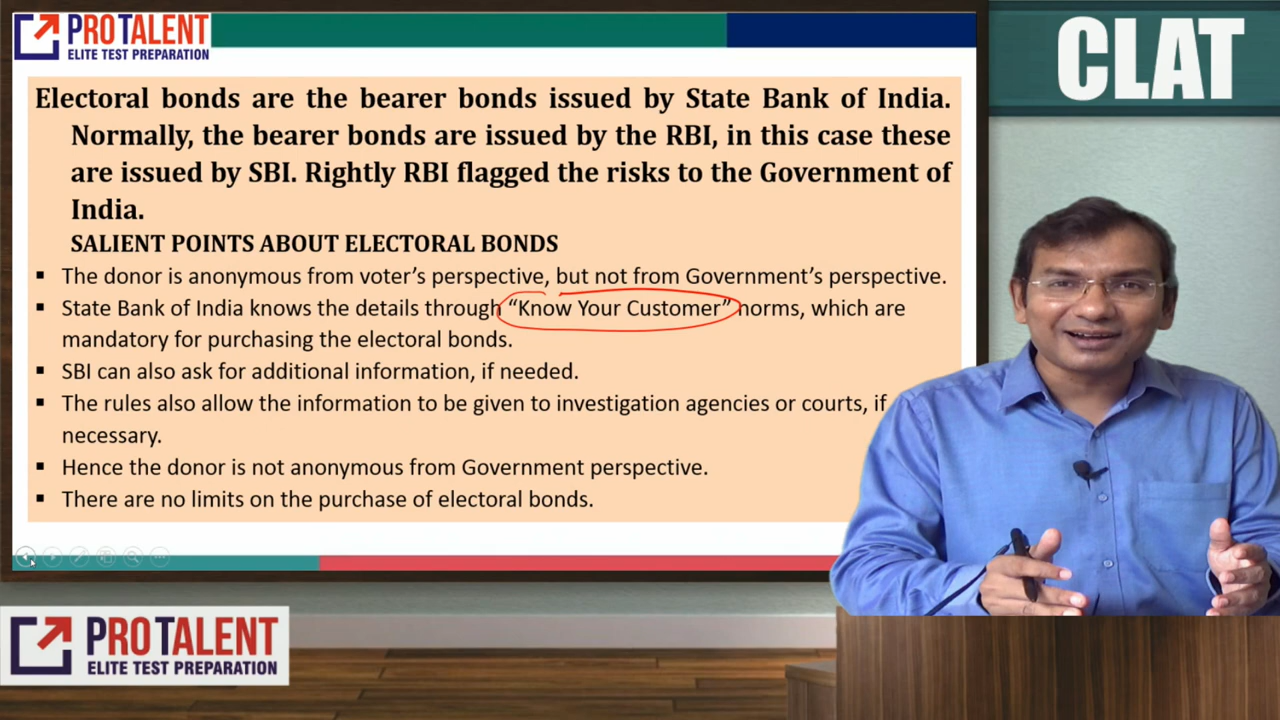 PROTALENT
ELITE TEST PREPARATION
CLAT
Electoral bonds are the bearer bonds issued by State Bank of India.
Normally, the bearer bonds are issued by the RBI, in this case these
are issued by SBI. Rightly RBI flagged the risks to the Government of
India.
SALIENT POINTS ABOUT ELECTORAL BONDS
▪ The donor is anonymous from voter’s perspective, but not from Government’s perspective.
▪ State Bank of India knows the details through “Know Your Customer” norms, which are
mandatory for purchasing the electoral bonds.
▪ SBI can also ask for additional information, if needed.
▪ The rules also allow the information to be given to investigation agencies or courts, if
necessary.
▪ Hence the donor is not anonymous from Government perspective.
▪ There are no limits on the purchase of electoral bonds.
PROTALENT
ELITE TEST PREPARATION